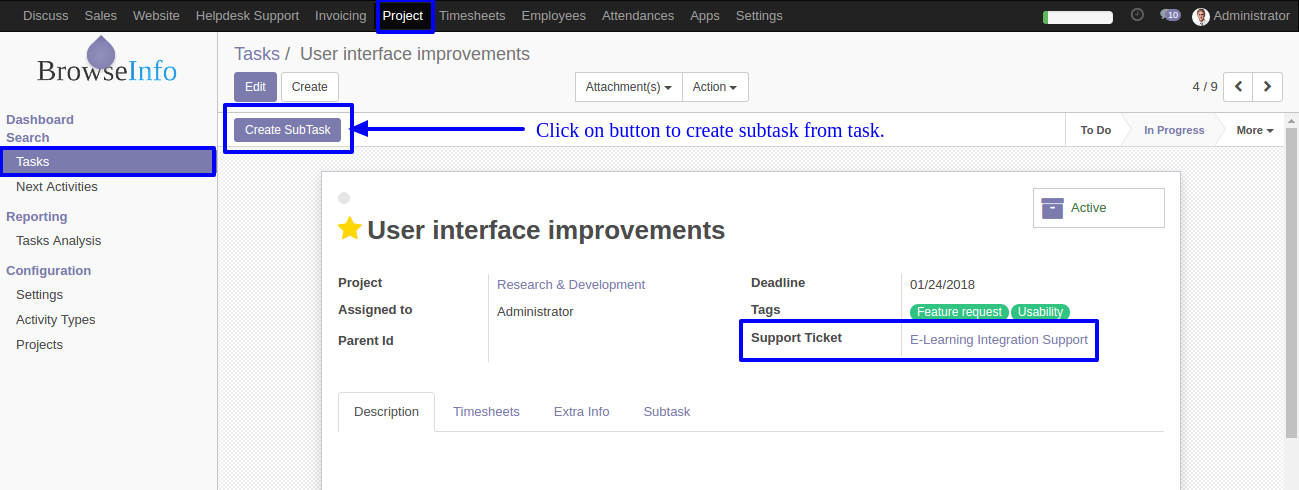 Discuss Sales Website Helpdesk Support Invoicing Project Timesheets Employees Attendances Apps Settings 10 Administrator
BrowseInfo
Tasks / User interface improvements
Edit Create Attachment(s) Action 4 / 9
Dashboard
Search
Tasks
Next Activities
Reporting
Tasks Analysis
Configuration
Settings
Activity Types
Projects
Create SubTask Click on button to create subtask from task. To Do In Progress More
Active
User interface improvements
Project Research & Development Deadline 01/24/2018
Assigned to Administrator Tags Feature request Usability
Parent Id Support Ticket E-Learning Integration Support
Description Timesheets Extra Info Subtask